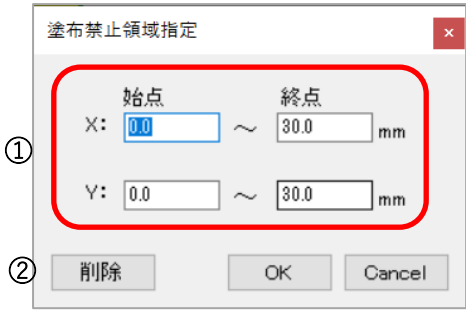 塗布禁止領域指定 ×
始点 終点
① X: 0.0 ～ 30.0 mm
Y: 0.0 ～ 30.0 mm
② 削除 OK Cancel